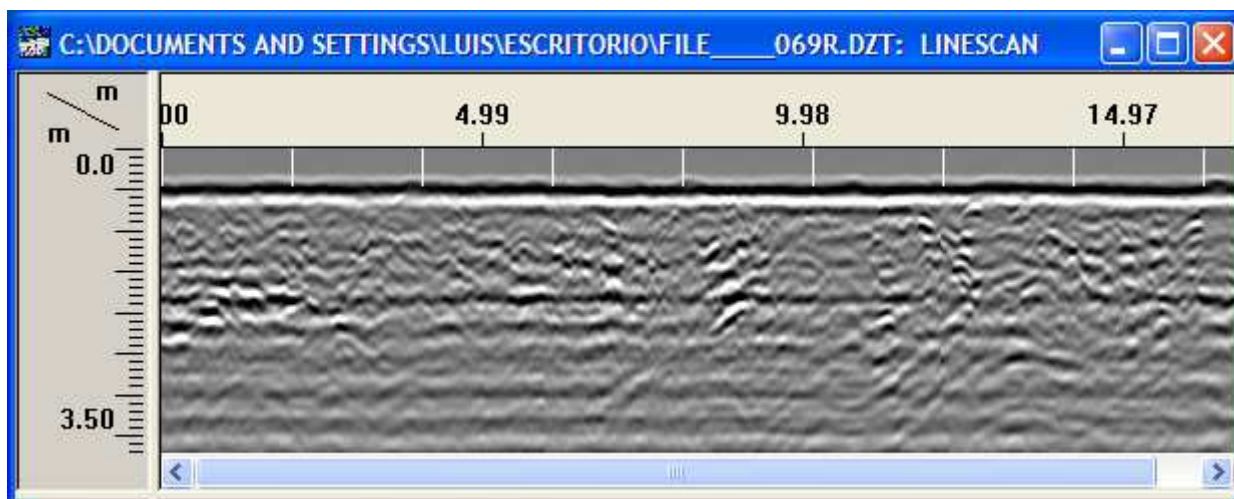 C:\DOCUMENTS AND SETTINGS\LUIS\ESCRITORIO\FILE____069R.DZT: LINESCAN
m
m
00 4.99 9.98 14.97
0.0
3.50